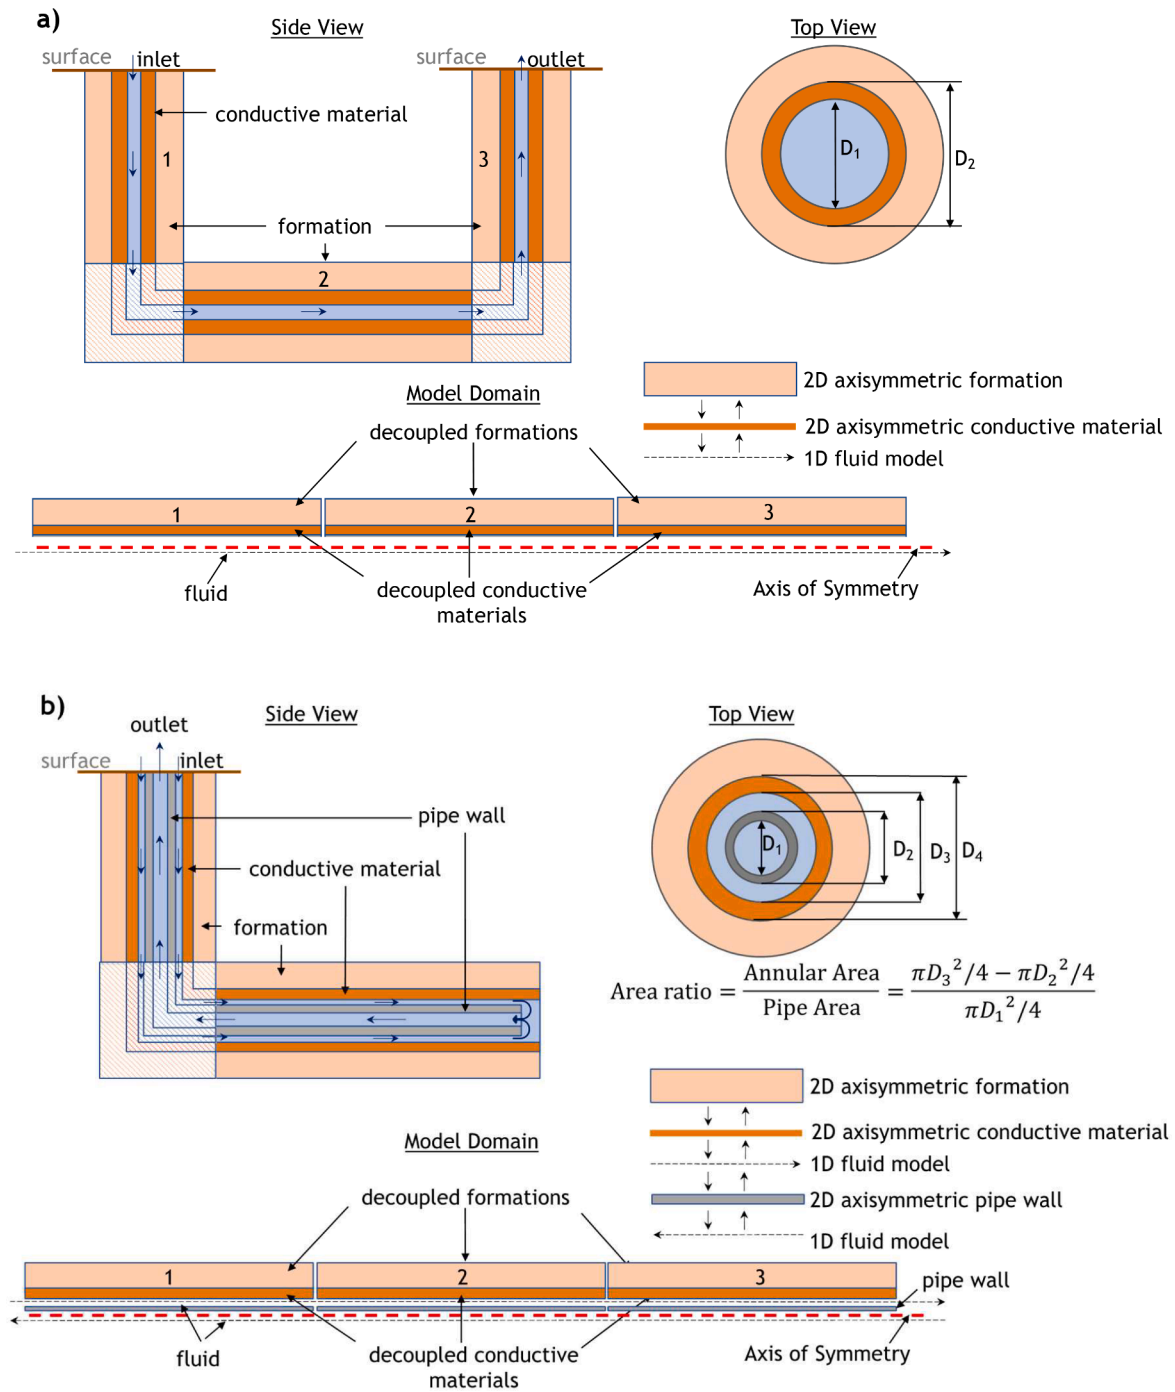 a)
Side View
Top View
surface
inlet
surface
outlet
conductive material
1
3
D₁
D₂
formation
2
Model Domain
decoupled formations
2D axisymmetric formation
2D axisymmetric conductive material
1D fluid model
1
2
3
fluid
decoupled conductive
materials
Axis of Symmetry
b)
Side View
Top View
outlet
surface
inlet
pipe wall
conductive material
formation
D₁
D₂
D₃
D₄
Area ratio = Annular Area / Pipe Area = (πD₃²/4 − πD₂²/4) / (πD₁²/4)
2D axisymmetric formation
2D axisymmetric conductive material
1D fluid model
2D axisymmetric pipe wall
1D fluid model
Model Domain
decoupled formations
1
2
3
pipe wall
fluid
decoupled conductive
materials
Axis of Symmetry